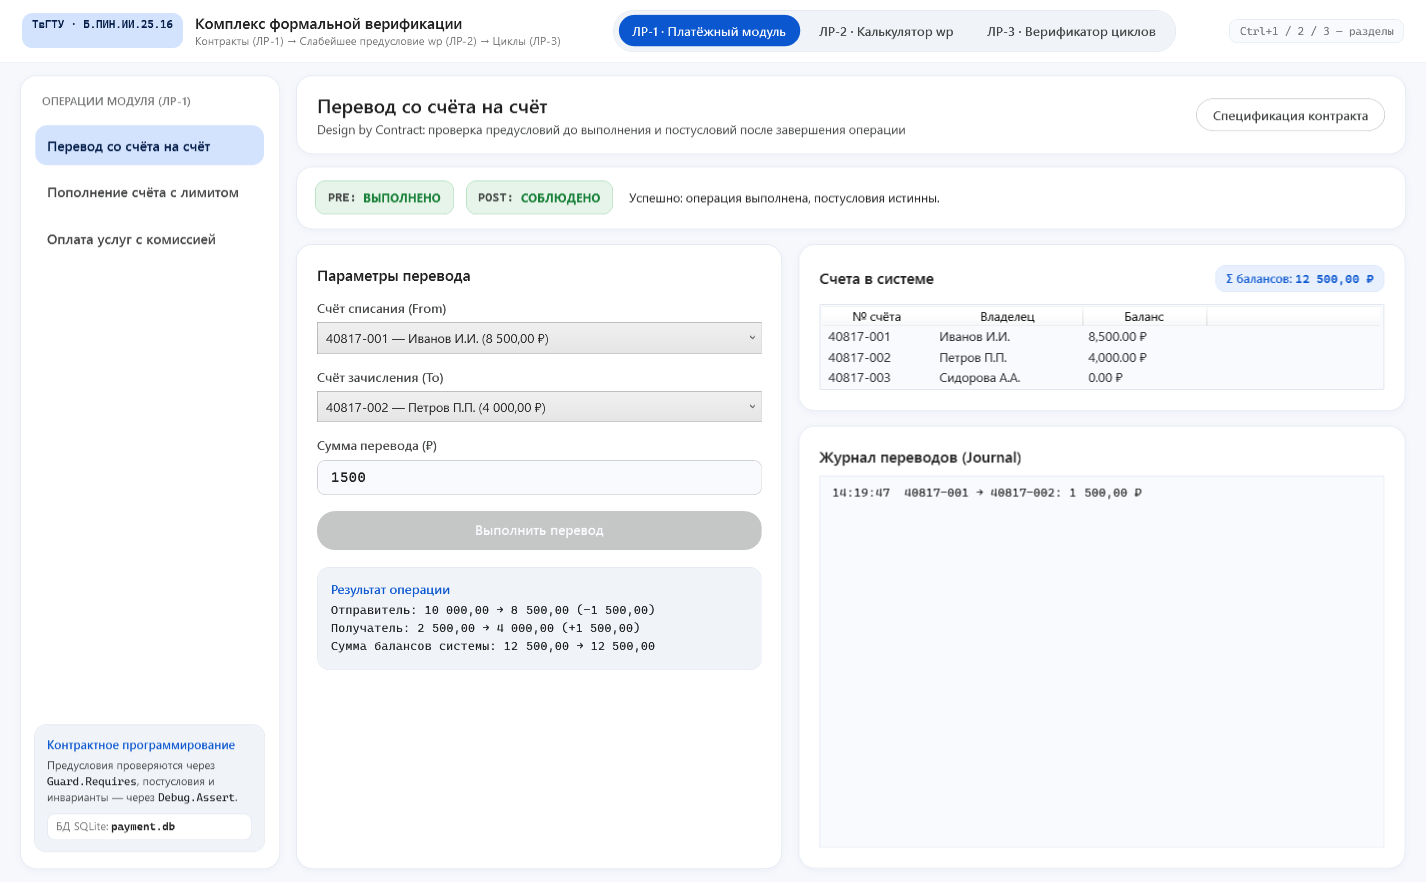 ТвГТУ · Б.ПИН.ИИ.25.16
Комплекс формальной верификации
Контракты (ЛР-1) → Слабейшее предусловие wp (ЛР-2) → Циклы (ЛР-3)
ЛР-1 · Платёжный модуль
ЛР-2 · Калькулятор wp
ЛР-3 · Верификатор циклов
Ctrl+1 / 2 / 3 — разделы
ОПЕРАЦИИ МОДУЛЯ (ЛР-1)
Перевод со счёта на счёт
Пополнение счёта с лимитом
Оплата услуг с комиссией
Контрактное программирование
Предусловия проверяются через
Guard.Requires, постусловия и
инварианты — через Debug.Assert.
БД SQLite: payment.db
Перевод со счёта на счёт
Design by Contract: проверка предусловий до выполнения и постусловий после завершения операции
Спецификация контракта
PRE: ВЫПОЛНЕНО
POST: СОБЛЮДЕНО
Успешно: операция выполнена, постусловия истинны.
Параметры перевода
Счёт списания (From)
40817-001 — Иванов И.И. (8 500,00 ₽)
Счёт зачисления (To)
40817-002 — Петров П.П. (4 000,00 ₽)
Сумма перевода (₽)
1500
Выполнить перевод
Результат операции
Отправитель: 10 000,00 → 8 500,00 (−1 500,00)
Получатель: 2 500,00 → 4 000,00 (+1 500,00)
Сумма балансов системы: 12 500,00 → 12 500,00
Счета в системе
Σ балансов: 12 500,00 ₽
№ счёта Владелец Баланс
40817-001 Иванов И.И. 8,500.00 ₽
40817-002 Петров П.П. 4,000.00 ₽
40817-003 Сидорова А.А. 0.00 ₽
Журнал переводов (Journal)
14:19:47 40817-001 → 40817-002: 1 500,00 ₽